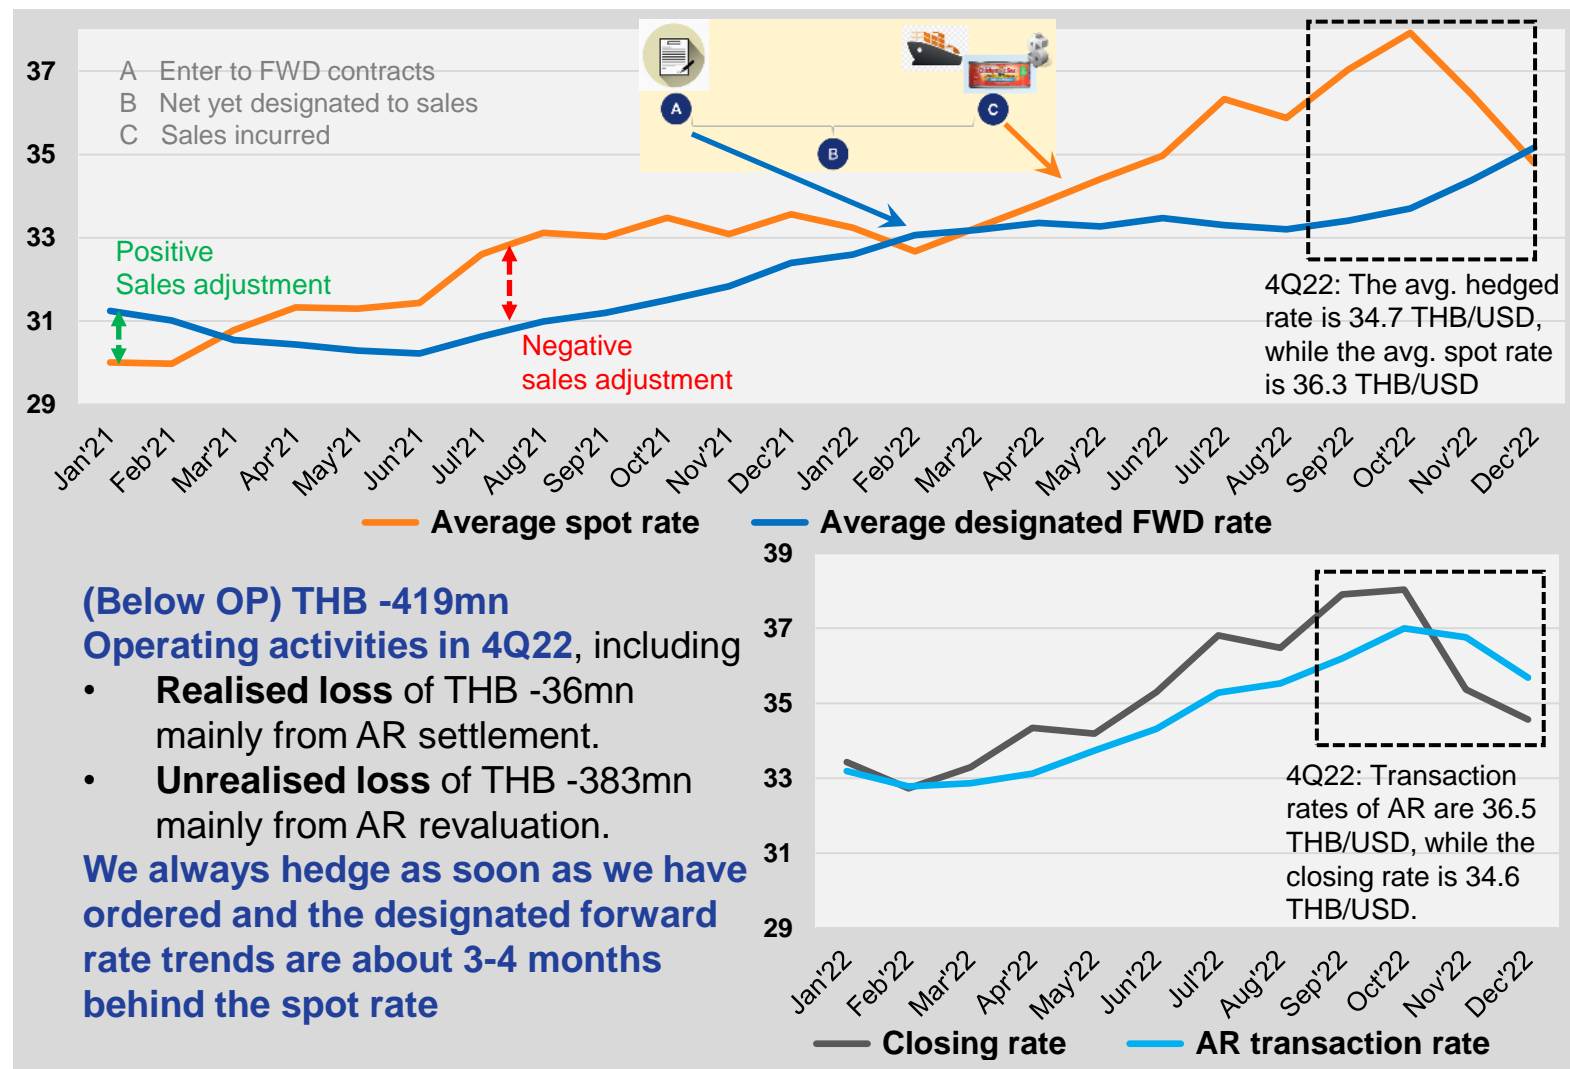 37
35
33
31
29
A Enter to FWD contracts
B Net yet designated to sales
C Sales incurred
A
C
B
Positive
Sales adjustment
Negative
sales adjustment
4Q22: The avg. hedged
rate is 34.7 THB/USD,
while the avg. spot rate
is 36.3 THB/USD
Jan'21
Feb'21
Mar'21
Apr'21
May'21
Jun'21
Jul'21
Aug'21
Sep'21
Oct'21
Nov'21
Dec'21
Jan'22
Feb'22
Mar'22
Apr'22
May'22
Jun'22
Jul'22
Aug'22
Sep'22
Oct'22
Nov'22
Dec'22
Average spot rate
Average designated FWD rate
(Below OP) THB -419mn
Operating activities in 4Q22, including
• Realised loss of THB -36mn
mainly from AR settlement.
• Unrealised loss of THB -383mn
mainly from AR revaluation.
We always hedge as soon as we have
ordered and the designated forward
rate trends are about 3-4 months
behind the spot rate
39
37
35
33
31
29
4Q22: Transaction
rates of AR are 36.5
THB/USD, while the
closing rate is 34.6
THB/USD.
Jan'22
Feb'22
Mar'22
Apr'22
May'22
Jun'22
Jul'22
Aug'22
Sep'22
Oct'22
Nov'22
Dec'22
Closing rate
AR transaction rate